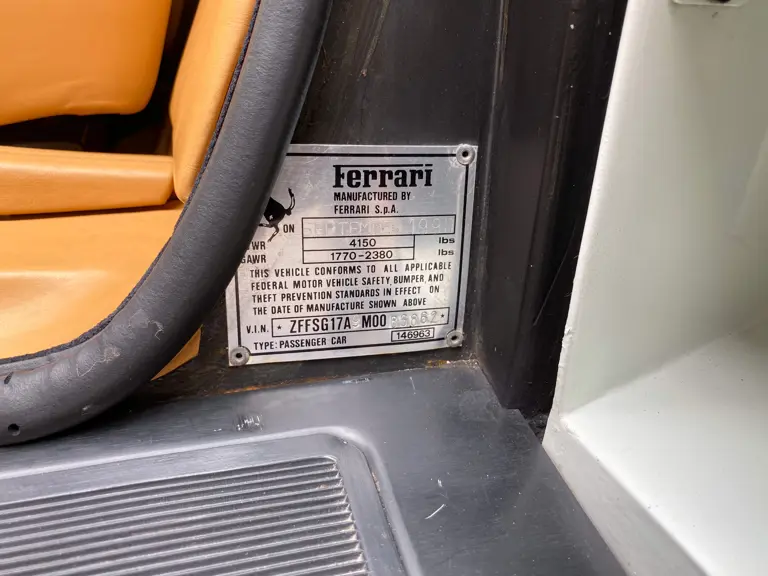 Ferrari
MANUFACTURED BY
FERRARI S.p.A.
ON
4150 lbs
GAWR 1770-2380 lbs
THIS VEHICLE CONFORMS TO ALL APPLICABLE
FEDERAL MOTOR VEHICLE SAFETY, BUMPER, AND
THEFT PREVENTION STANDARDS IN EFFECT ON
THE DATE OF MANUFACTURE SHOWN ABOVE
V.I.N. * ZFFSG17A M00 *
TYPE: PASSENGER CAR 146963